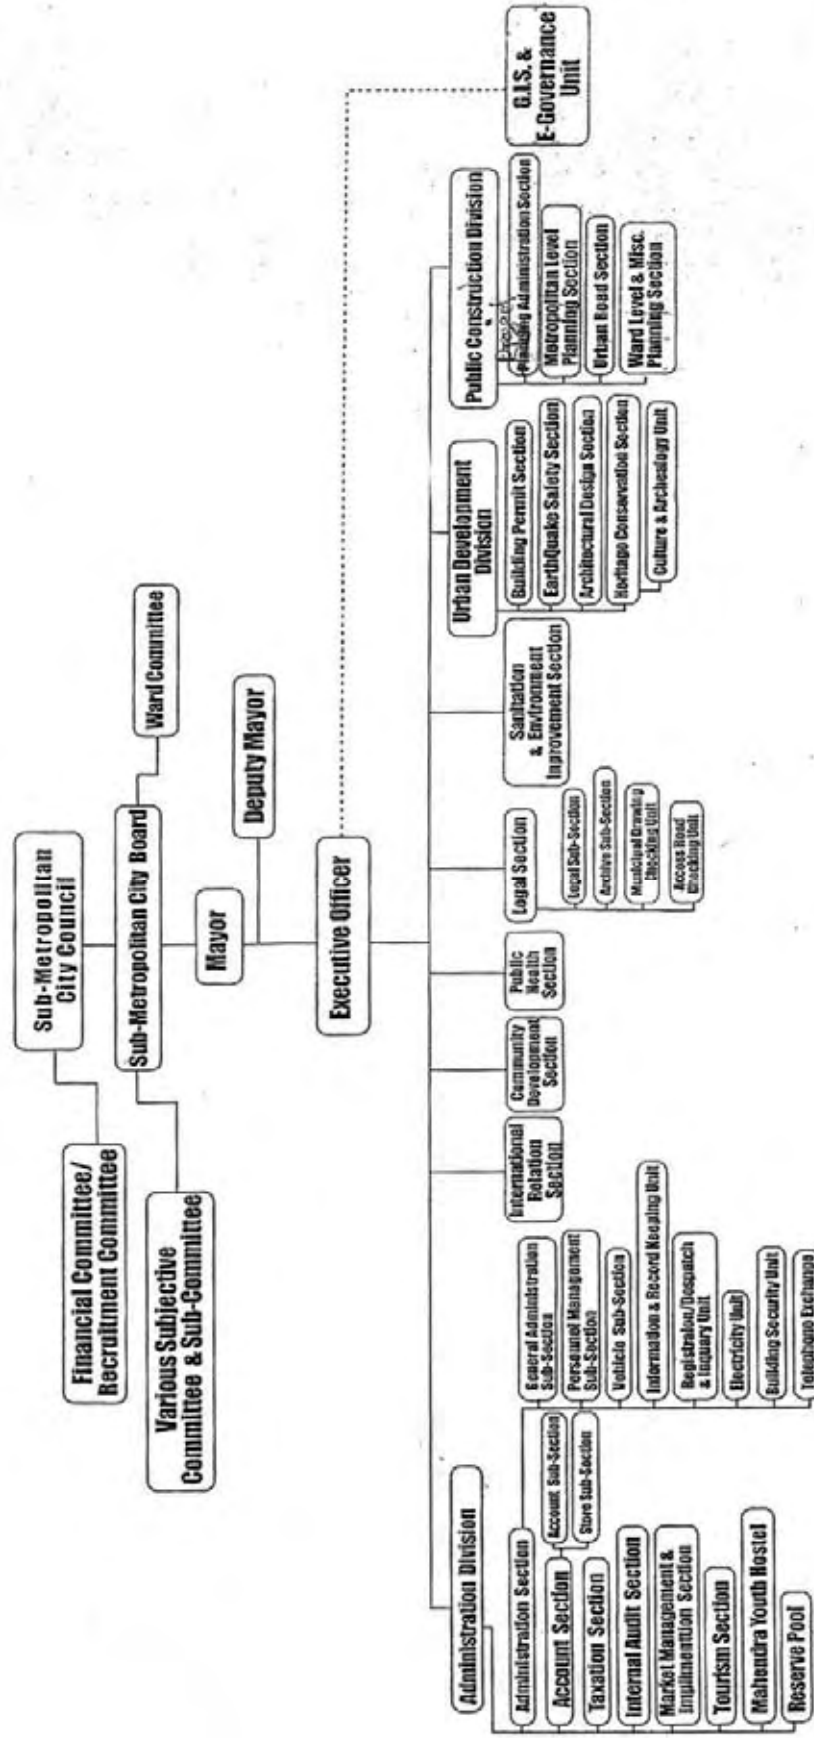 Sub-Metropolitan
City Council
Financial Committee/
Recruitment Committee
Sub-Metropolitan City Board
Ward Committee
Various Subjective
Committee & Sub-Committee
Mayor
Deputy Mayor
Executive Officer
G.I.S. &
E-Governance
Unit
Administration Division
Administration Section
Account Section
Taxation Section
Internal Audit Section
Market Management &
Implimention Section
Tourism Section
Mahendra Youth Hostel
Reserve Pool
Account Sub-Section
Store Sub-Section
General Administration
Sub-Section
Personnel Management
Sub-Section
Vehicle Sub-Section
Information & Record Keeping Unit
Registraion/Despatch
& Inquary Unit
Electricity Unit
Building Security Unit
Telephone Exchange
International
Relation
Section
Community
Development
Section
Public
Health
Section
Legal Section
Legal Sub-Section
Archive Sub-Section
Municipal Drawing
Checking Unit
Access Road
Checking Unit
Sanitation
& Environment
Improvement Section
Urban Development
Division
Building Permit Section
EarthQuake Safety Section
Architectural Design Section
Heritage Conservation Section
Culture & Archealogy Unit
Public Construction Division
Planning Administration Section
Metropolitan Level
Planning Section
Urban Road Section
Ward Level & Misc.
Planning Section